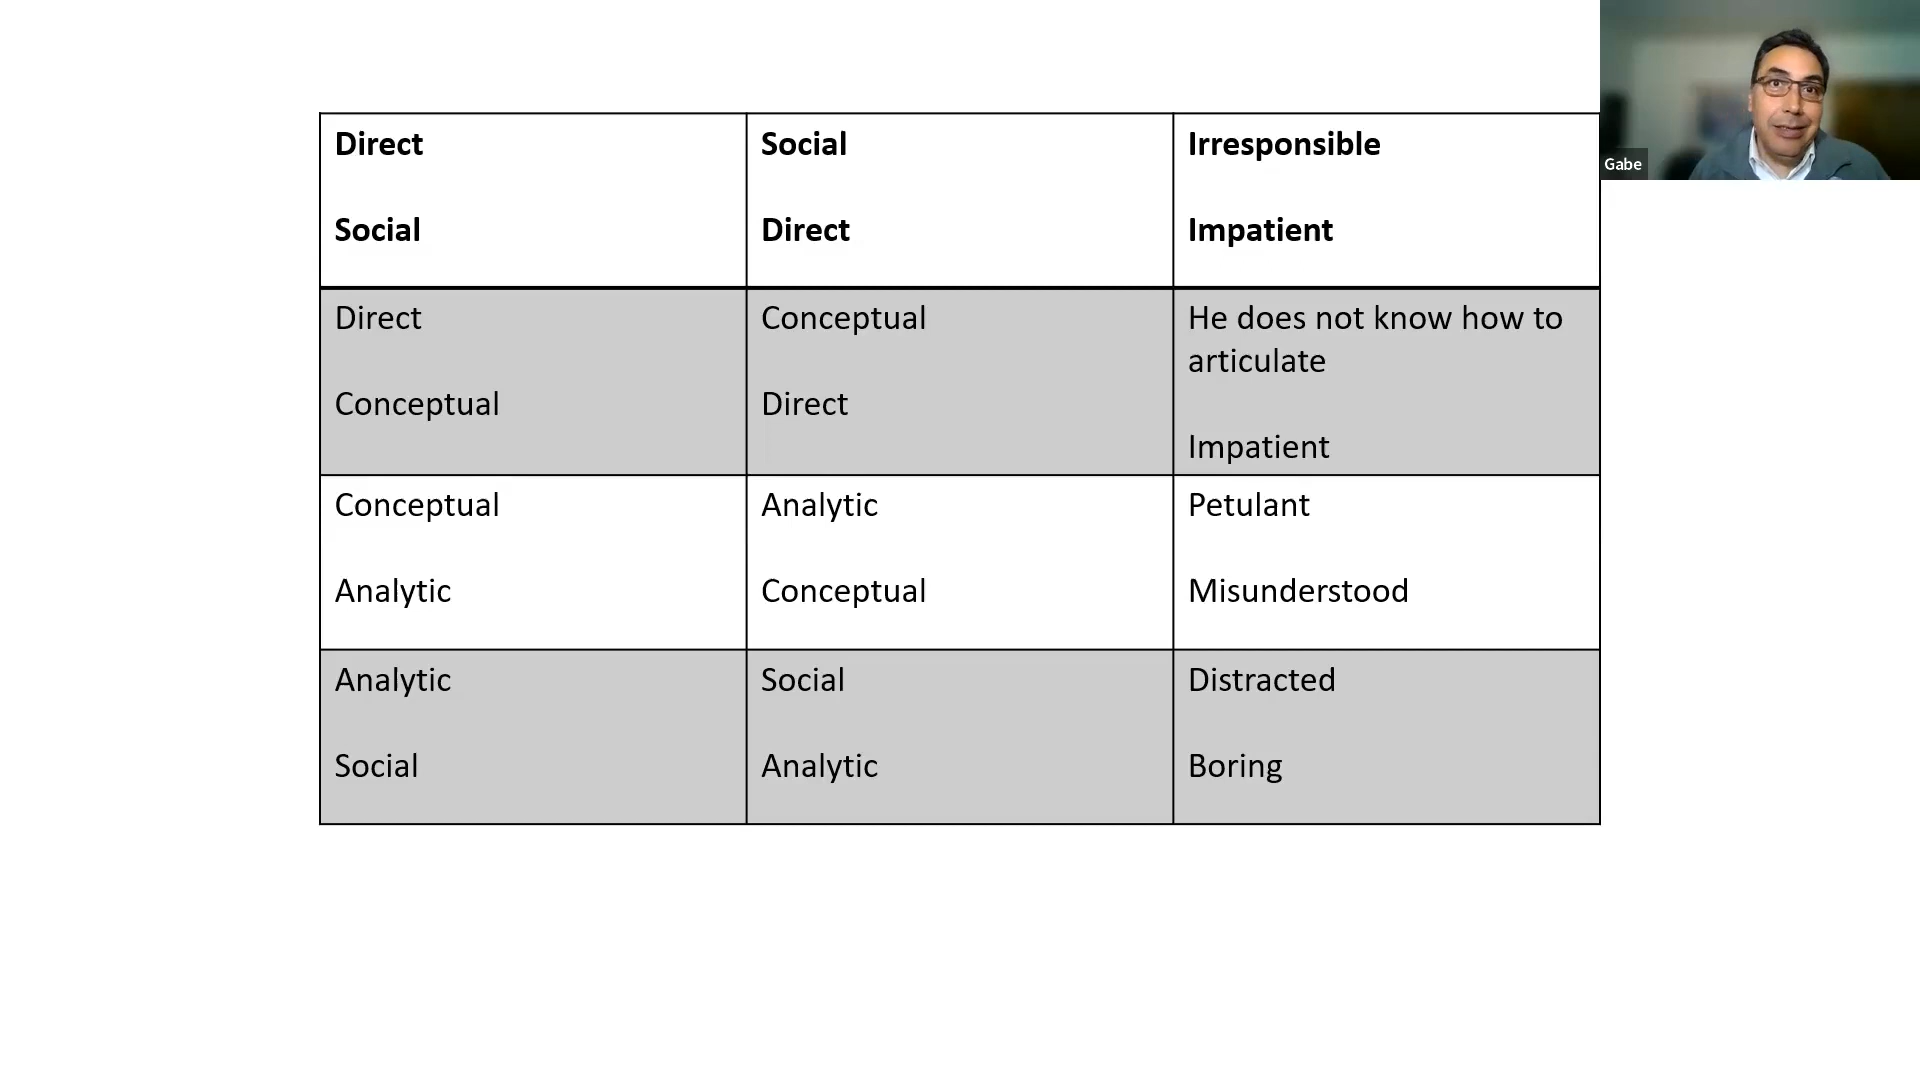 Direct
Social
Irresponsible
Social
Direct
Impatient
Direct
Conceptual
He does not know how to
articulate
Conceptual
Direct
Impatient
Conceptual
Analytic
Petulant
Analytic
Conceptual
Misunderstood
Analytic
Social
Distracted
Social
Analytic
Boring
Gabe